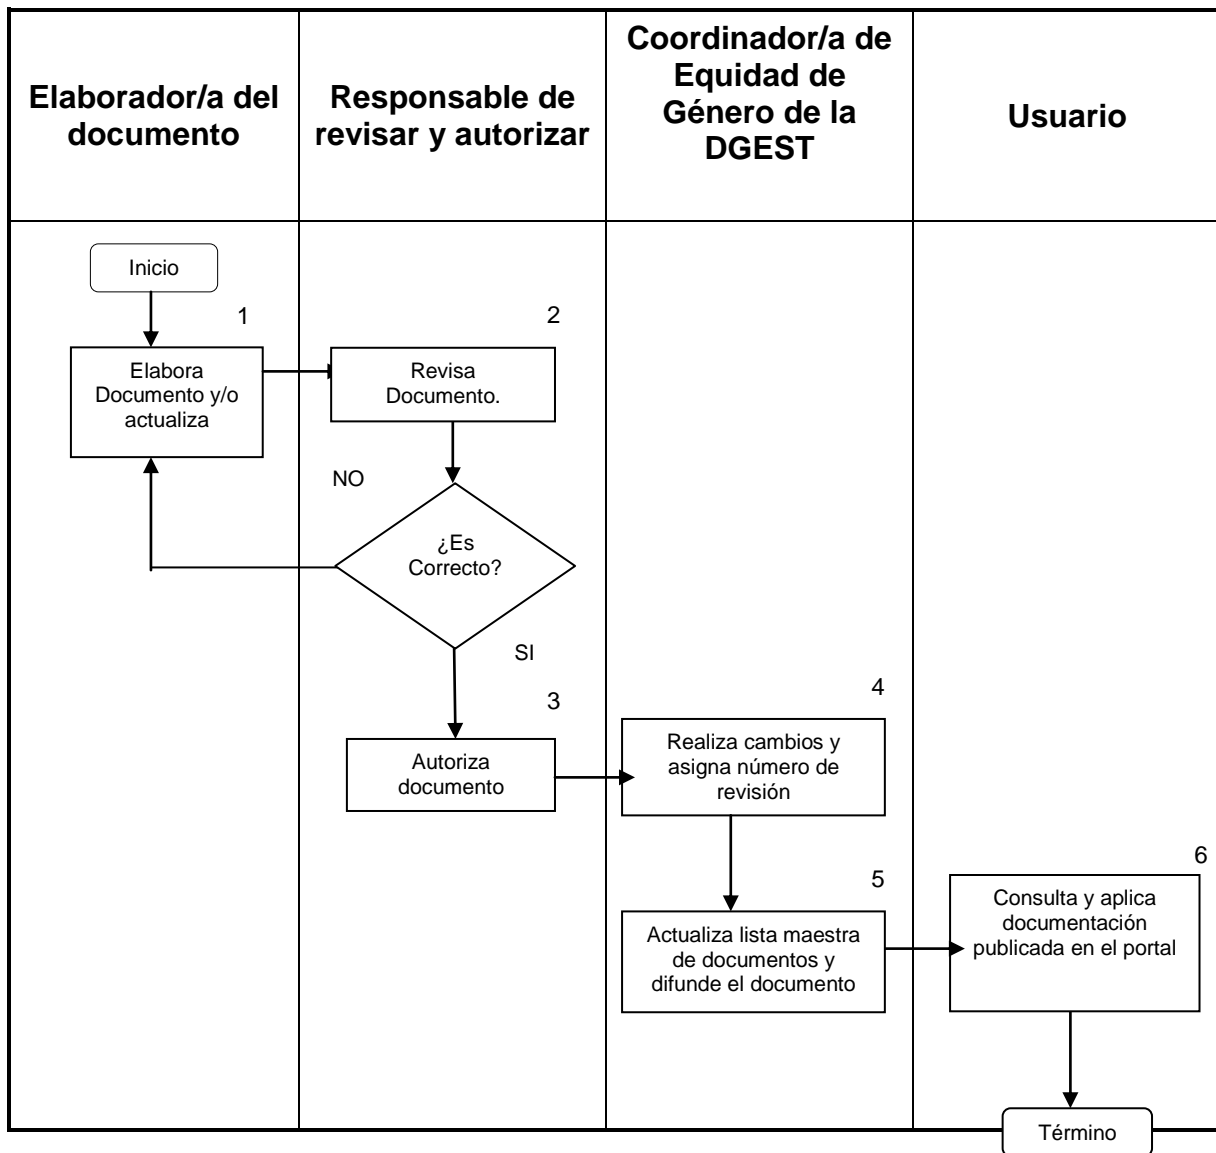 Elaborador/a del
documento
Responsable de
revisar y autorizar
Coordinador/a de
Equidad de
Género de la
DGEST
Usuario
Inicio
1
2
Elabora
Documento y/o
actualiza
Revisa
Documento.
NO
¿Es
Correcto?
SI
3
4
Autoriza
documento
Realiza cambios y
asigna número de
revisión
5
6
Actualiza lista maestra
de documentos y
difunde el documento
Consulta y aplica
documentación
publicada en el portal
Término